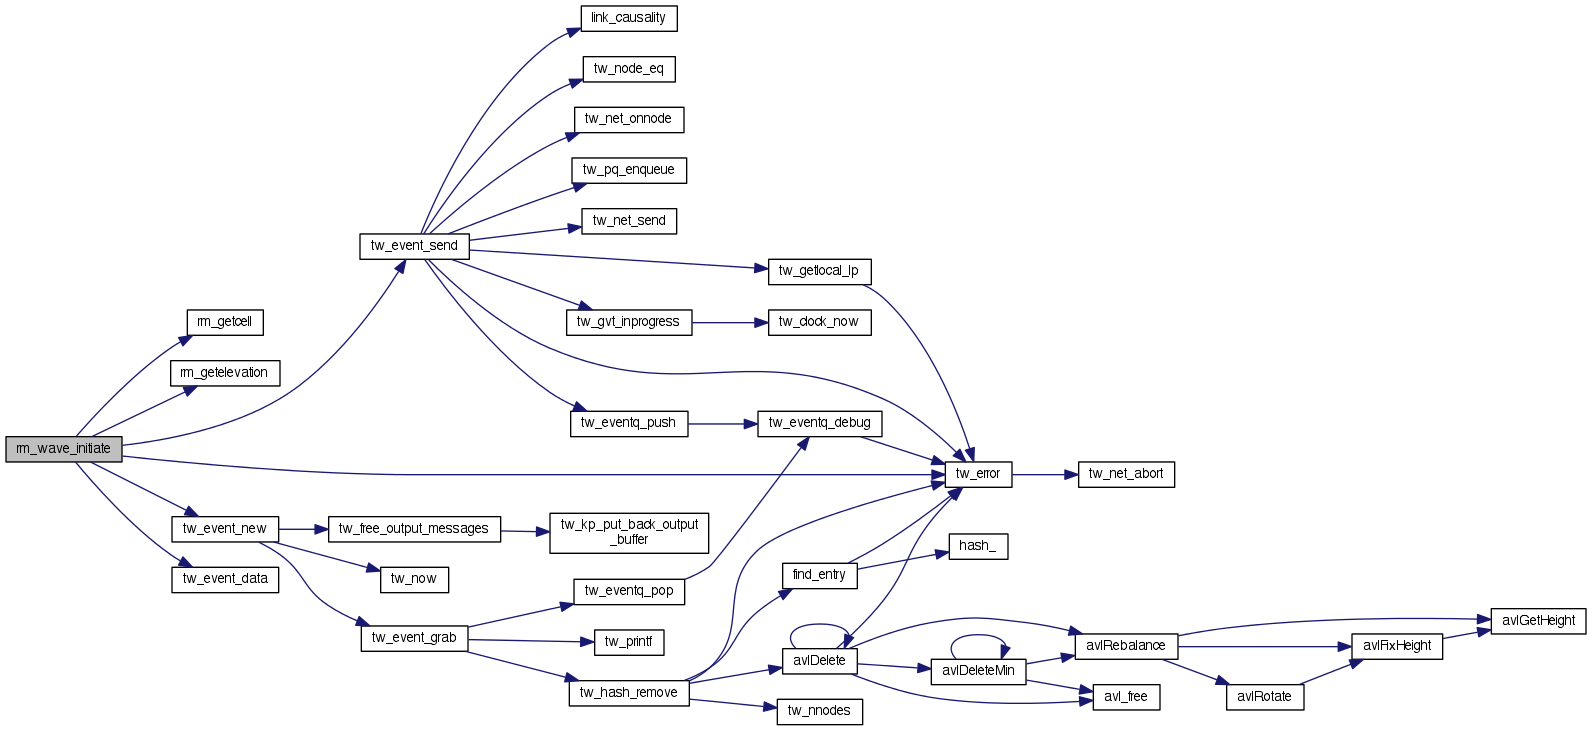 link_causality
tw_node_eq
tw_net_onnode
tw_pq_enqueue
tw_net_send
tw_event_send
tw_getlocal_lp
rm_getcell
tw_gvt_inprogress
tw_clock_now
rm_getelevation
tw_eventq_push
tw_eventq_debug
rm_wave_initiate
tw_error
tw_net_abort
tw_event_new
tw_free_output_messages
tw_kp_put_back_output
_buffer
hash_
tw_event_data
tw_now
find_entry
tw_eventq_pop
avlGetHeight
tw_event_grab
tw_printf
avlRebalance
avlFixHeight
avlDelete
avlDeleteMin
tw_hash_remove
avl_free
avlRotate
tw_nnodes